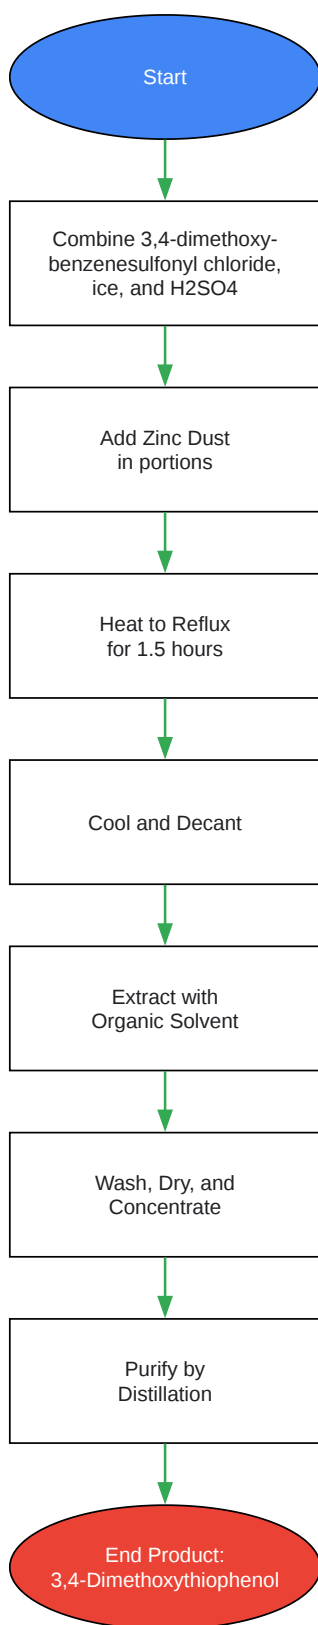 Start
Combine 3,4-dimethoxy-
benzenesulfonyl chloride,
ice, and H2SO4
Add Zinc Dust
in portions
Heat to Reflux
for 1.5 hours
Cool and Decant
Extract with
Organic Solvent
Wash, Dry, and
Concentrate
Purify by
Distillation
End Product:
3,4-Dimethoxythiophenol